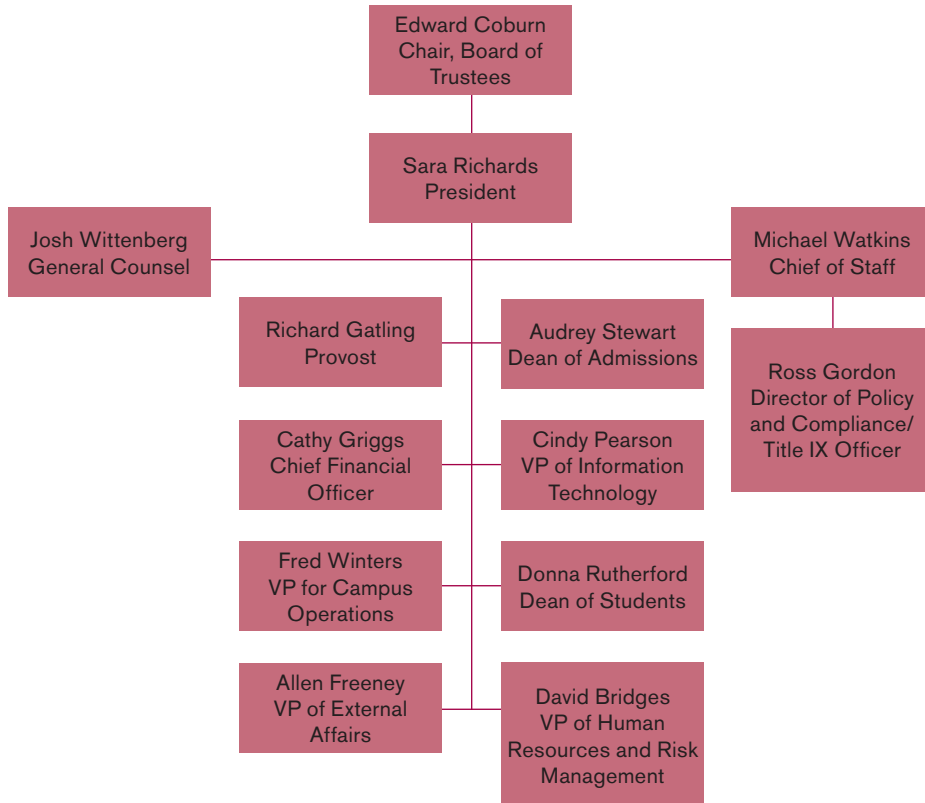 Edward Coburn
Chair, Board of
Trustees
Sara Richards
President
Josh Wittenberg
General Counsel
Michael Watkins
Chief of Staff
Richard Gatling
Provost
Audrey Stewart
Dean of Admissions
Ross Gordon
Director of Policy
and Compliance/
Title IX Officer
Cathy Griggs
Chief Financial
Officer
Cindy Pearson
VP of Information
Technology
Fred Winters
VP for Campus
Operations
Donna Rutherford
Dean of Students
Allen Freeney
VP of External
Affairs
David Bridges
VP of Human
Resources and Risk
Management